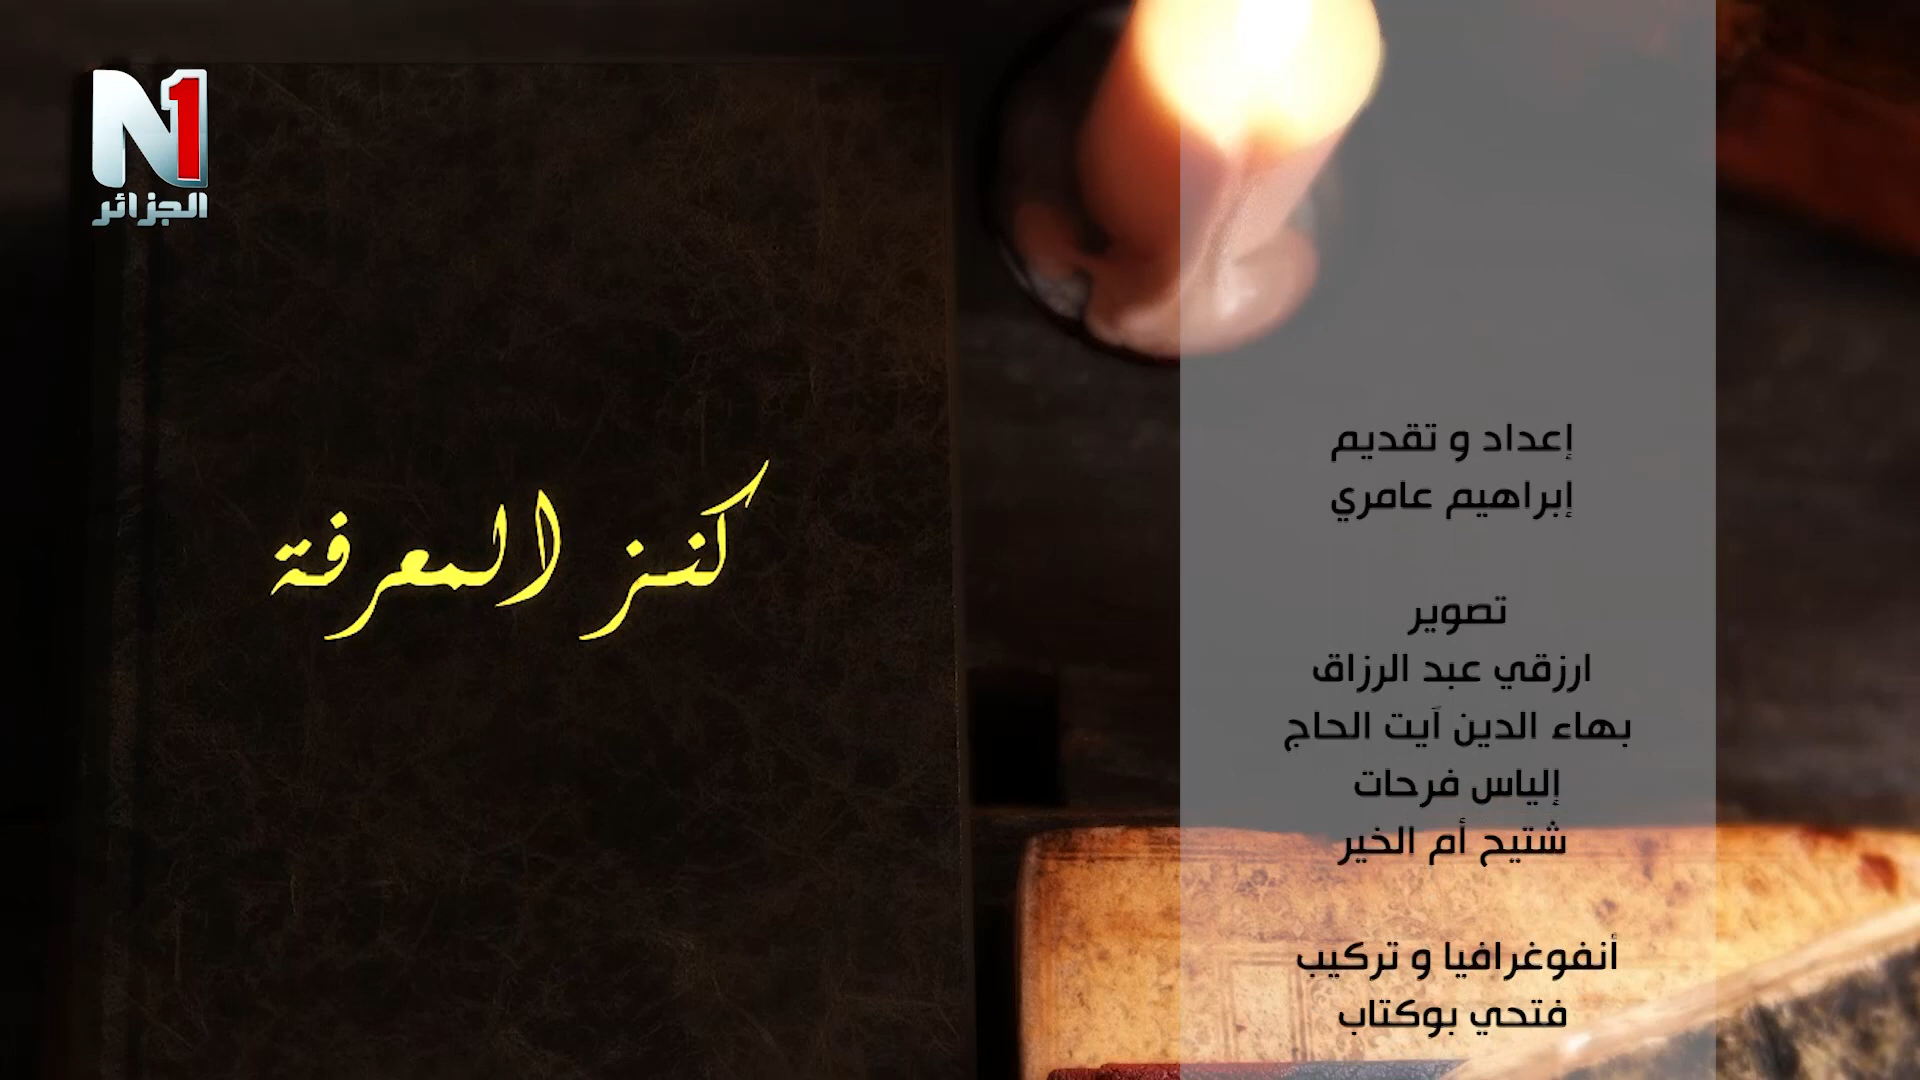 N1
الجزائر
كنز المعرفة
إعداد و تقديم
إبراهيم عامري
تصوير
ارزقي عبد الرزاق
بهاء الدين آيت الحاج
إلياس فرحات
شتيح أم الخير
أنفوغرافيا و تركيب
فتحي بوكتاب